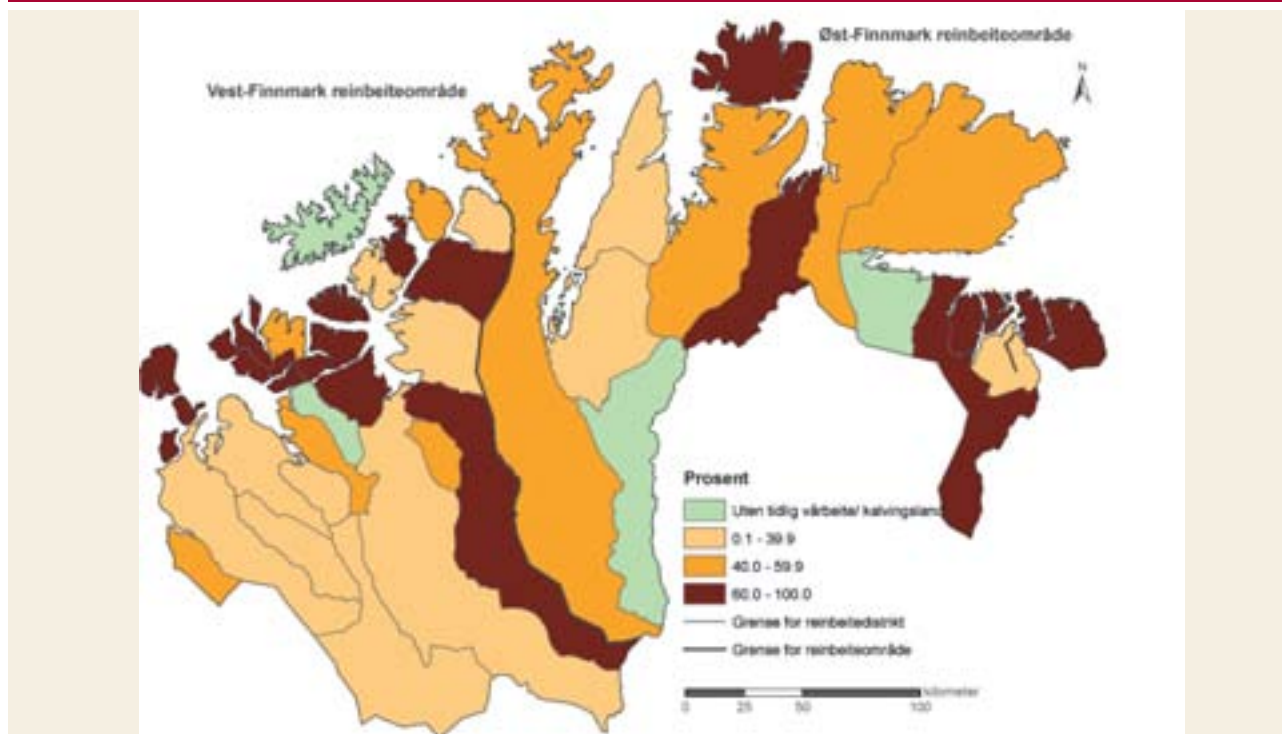 Øst-Finnmark reinbeiteområde
Vest-Finnmark reinbeiteområde
N
Prosent
Uten tidlig vårbeite/ kalvingsland
0.1 - 39.9
40.0 - 59.9
60.0 - 100.0
Grense for reinbeitedistrikt
Grense for reinbeiteområde
kilometer
0 25 50 100